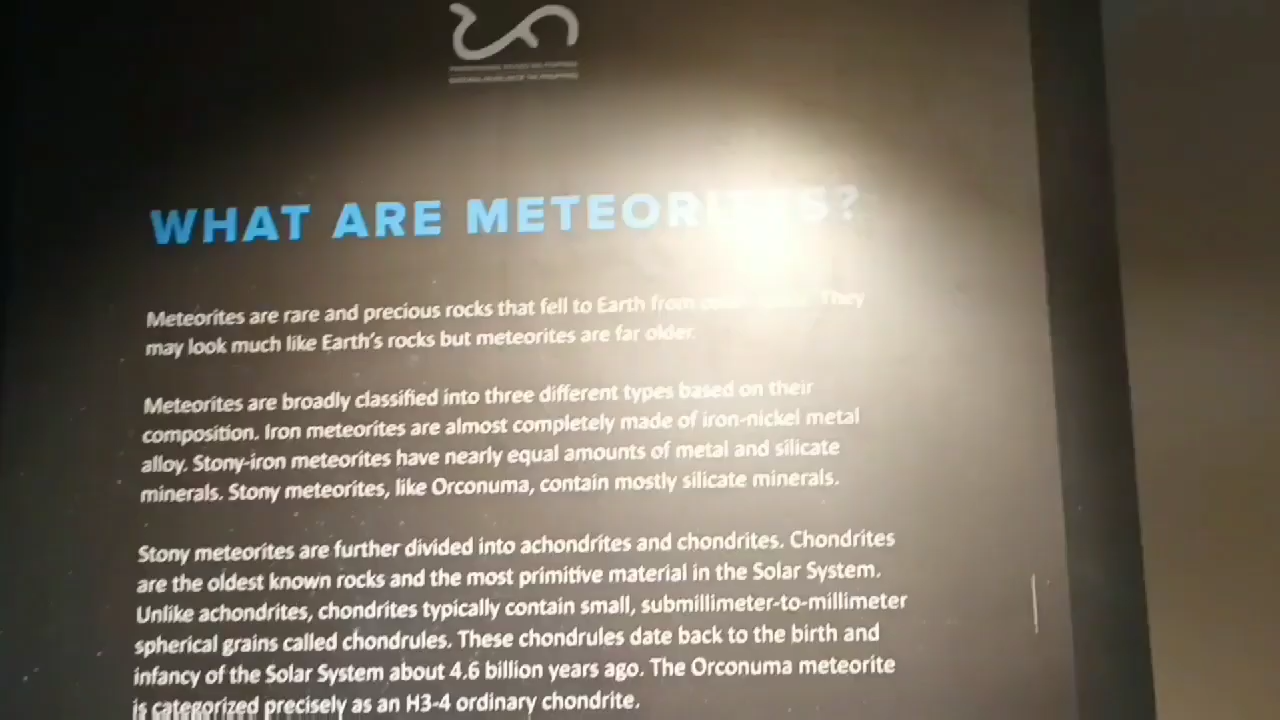 WHAT ARE METEORITES?
Meteorites are rare and precious rocks that fell to Earth from outer space. They
may look much like Earth's rocks but meteorites are far older.
Meteorites are broadly classified into three different types based on their
composition. Iron meteorites are almost completely made of iron-nickel metal
alloy. Stony-iron meteorites have nearly equal amounts of metal and silicate
minerals. Stony meteorites, like Orconuma, contain mostly silicate minerals.
Stony meteorites are further divided into achondrites and chondrites. Chondrites
are the oldest known rocks and the most primitive material in the Solar System.
Unlike achondrites, chondrites typically contain small, submillimeter-to-millimeter
spherical grains called chondrules. These chondrules date back to the birth and
infancy of the Solar System about 4.6 billion years ago. The Orconuma meteorite
is categorized precisely as an H3-4 ordinary chondrite.